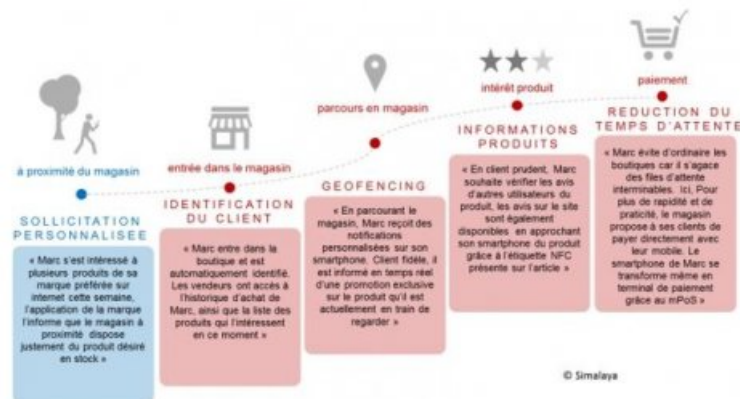 à proximité du magasin
SOLLICITATION
PERSONNALISEE
« Marc s'est intéressé à
plusieurs produits de sa
marque préférée sur
internet cette semaine,
l'application de la marque
l'informe que le magasin à
proximité dispose
justement du produit désiré
en stock »
entrée dans le magasin
IDENTIFICATION
DU CLIENT
« Marc entre dans la
boutique et est
automatiquement identifié.
Les vendeurs ont accès à
l'historique d'achat de
Marc, ainsi que la liste des
produits qui l'intéressent
en ce moment »
parcours en magasin
GEOFENCING
« En parcourant le
magasin, Marc reçoit des
notifications
personnalisées sur son
smartphone. Client fidèle, il
est informé en temps réel
d'une promotion exclusive
sur le produit qu'il est
actuellement en train de
regarder »
intérêt produit
INFORMATIONS
PRODUITS
« En client prudent, Marc
souhaite vérifier les avis
d'autres utilisateurs du
produit, les avis sur le site
sont également
disponibles en approchant
son smartphone du produit
grâce à l'étiquette NFC
présente sur l'article »
paiement
REDUCTION DU
TEMPS D'ATTENTE
« Marc évite d'ordinaire les
boutiques car il s'agace
des files d'attente
interminables. Ici, Pour
plus de rapidité et de
praticité, le magasin
propose à ses clients de
payer directement avec
leur mobile. Le
smartphone de Marc se
transforme même en
terminal de paiement
grâce au mPoS »
© Simalaya